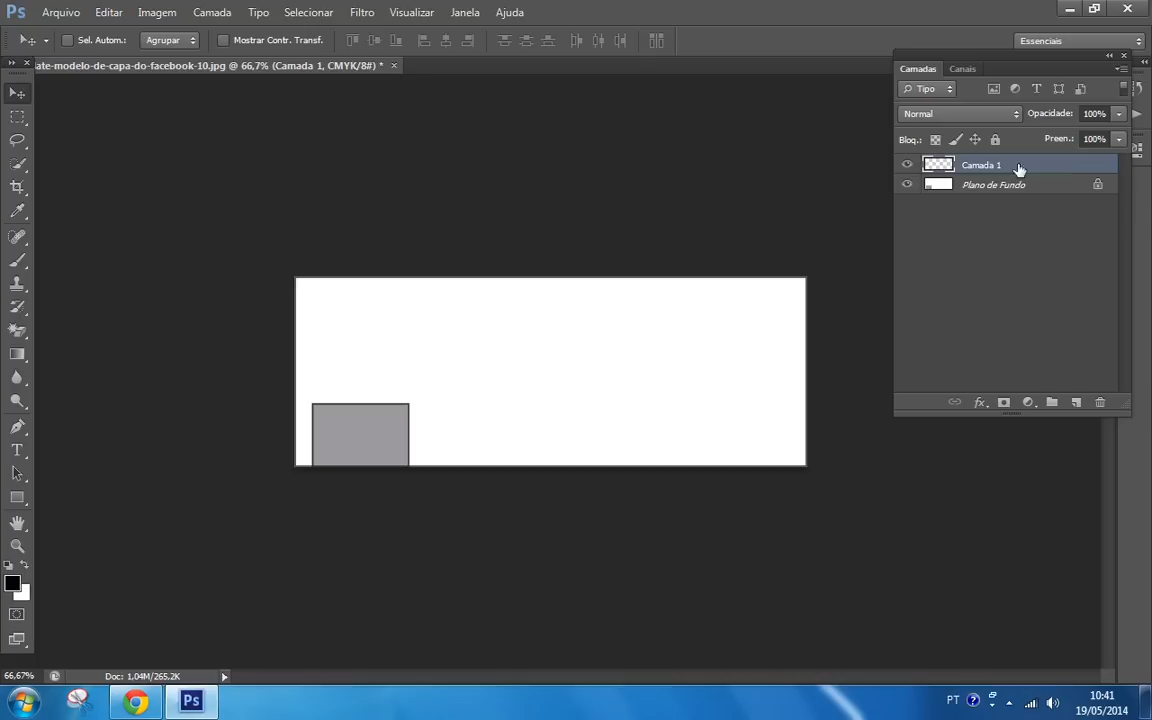 Ps Arquivo Editar Imagem Camada Tipo Selecionar Filtro Visualizar Janela Ajuda
Sel. Autom.: Agrupar Mostrar Contr. Transf. Essenciais
ate-modelo-de-capa-do-facebook-10.jpg @ 66,7% (Camada 1, CMYK/8#) *
Camadas Canais
Tipo
Normal Opacidade: 100%
Bloq.: Preen.: 100%
Camada 1
Plano de Fundo
66,67% Doc: 1,04M/265.2K
Ps PT 10:41
19/05/2014